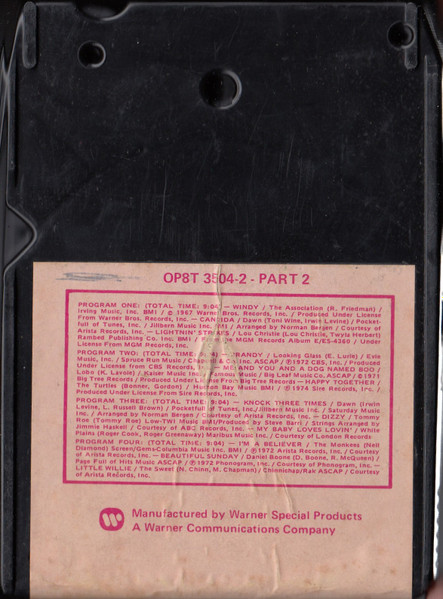 OP8T 3504-2 - PART 2
PROGRAM ONE: (TOTAL TIME: 9:04) — WINDY / The Association (R. Friedman) /
Irving Music, Inc. BMI / ℗ 1967 Warner Bros. Records, Inc. / Produced Under License
From Warner Bros. Records, Inc. — CANDIDA / Dawn (Toni Wine, Irwin Levine) / Pocket-
full of Tunes, Inc. / Jillbern Music Inc. BMI / Arranged by Norman Bergen / Courtesy of
Arista Records, Inc. — LIGHTNIN' STRIKES / Lou Christie (Lou Christie, Twyla Herbert)
Rambed Publishing Co. Inc. BMI / MGM Records Album E/ES-4360 / Under
License From MGM Records, Inc.
PROGRAM TWO: (TOTAL TIME: — BRANDY / Looking Glass (E. Lurie) / Evie
Music, Inc. / Spruce Run Music / Chappell & Co. Inc. ASCAP / ℗ 1972 CBS, Inc. / Produced
Under License from CBS Records, — ME AND YOU AND A DOG NAMED BOO /
Lobo (K. Lavoie) / Kaiser Music / Famous Music / Big Leaf Music Co. ASCAP / ℗ 1971
Big Tree Records / Produced Under License From Big Tree Records — HAPPY TOGETHER /
The Turtles (Bonner, Gordon) / Human Bay Music BMI / ℗ 1974 Sire Records, Inc. /
Produced Under License From Sire Records, Inc.
PROGRAM THREE: (TOTAL TIME: 9:04) — KNOCK THREE TIMES / Dawn (Irwin
Levine, L. Russell Brown) / Pocketfull of Tunes, Inc./Jillbern Music Inc. / Saturday Music
Inc. / Arranged by Norman Bergen / Courtesy of Arista Records, Inc. — DIZZY / Tommy
Roe (Tommy Roe) Low-TWI Music BMI/Produced by Steve Barri / Strings Arranged by
Jimmie Haskell / Courtesy of ABC Records, Inc. — MY BABY LOVES LOVIN' / White
Plains (Roger Cook, Roger Greenaway) Maribus Music Inc. / Courtesy of London Records
PROGRAM FOUR: (TOTAL TIME: 9:04) — I'M A BELIEVER / The Monkees (Neil
Diamond) Screen/Gems-Columbia Music Inc. BMI / ℗ 1972 Arista Records, Inc. / Courtesy
of Arista Records, Inc. — BEAUTIFUL SUNDAY / Daniel Boone (D. Boone, R. McQueen) /
Page Full of Hits Music ASCAP / ℗ 1972 Phonogram, Inc. / Courtesy of Phonogram, Inc. —
LITTLE WILLIE / The Sweet (N. Chinn, M. Chapman) / Chinnichap/Rak ASCAP / Courtesy
of Arista Records, Inc.
Manufactured by Warner Special Products
A Warner Communications Company